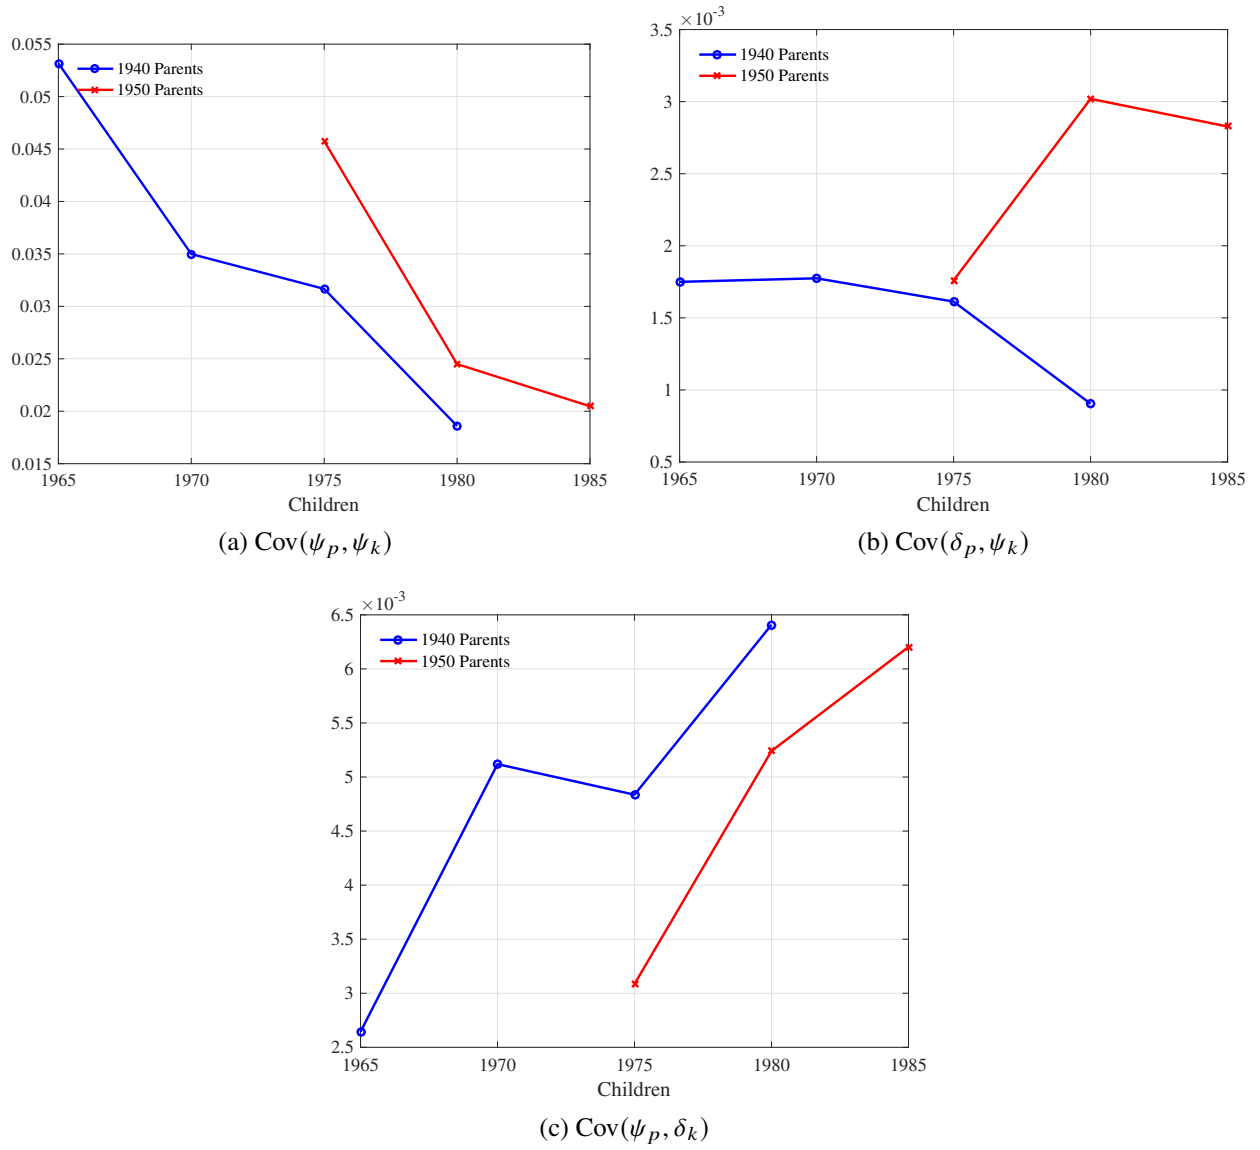 0.055
0.05
0.045
0.04
0.035
0.03
0.025
0.02
0.015
1940 Parents
1950 Parents
1965 1970 1975 1980 1985
Children
(a) Cov(ψ_p, ψ_k)
×10^-3
3.5
3
2.5
2
1.5
1
0.5
1940 Parents
1950 Parents
1965 1970 1975 1980 1985
Children
(b) Cov(δ_p, ψ_k)
×10^-3
6.5
6
5.5
5
4.5
4
3.5
3
2.5
1940 Parents
1950 Parents
1965 1970 1975 1980 1985
Children
(c) Cov(ψ_p, δ_k)